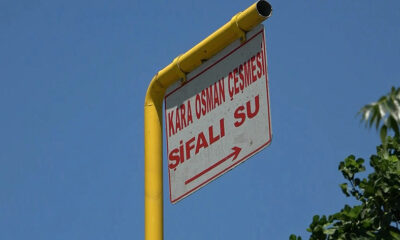 KARA OSMAN ÇEŞMESİ
ŞİFALI SU